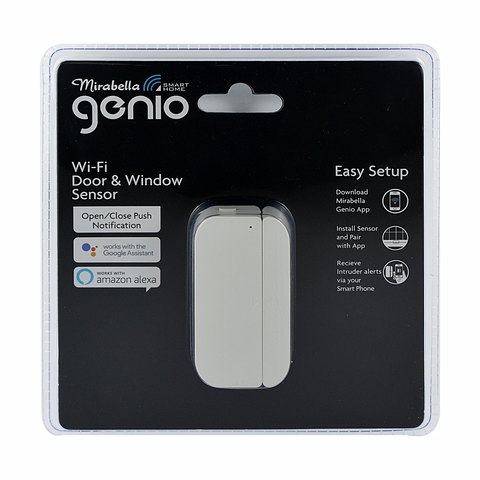 Mirabella SMART HOME
genio
Wi-Fi
Door & Window
Sensor
Open/Close Push
Notification
works with the
Google Assistant
WORKS WITH
amazon alexa
Easy Setup
Download
Mirabella
Genio App
Install Sensor
and Pair
with App
Recieve
Intruder alerts
via your
Smart Phone